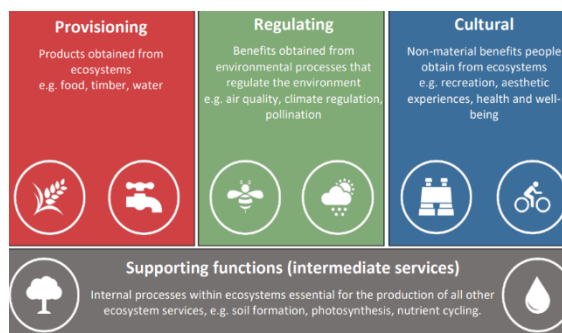 Provisioning
Products obtained from
ecosystems
e.g. food, timber, water
Regulating
Benefits obtained from
environmental processes that
regulate the environment
e.g. air quality, climate regulation,
pollination
Cultural
Non-material benefits people
obtain from ecosystems
e.g. recreation, aesthetic
experiences, health and well-
being
Supporting functions (intermediate services)
Internal processes within ecosystems essential for the production of all other
ecosystem services, e.g. soil formation, photosynthesis, nutrient cycling.